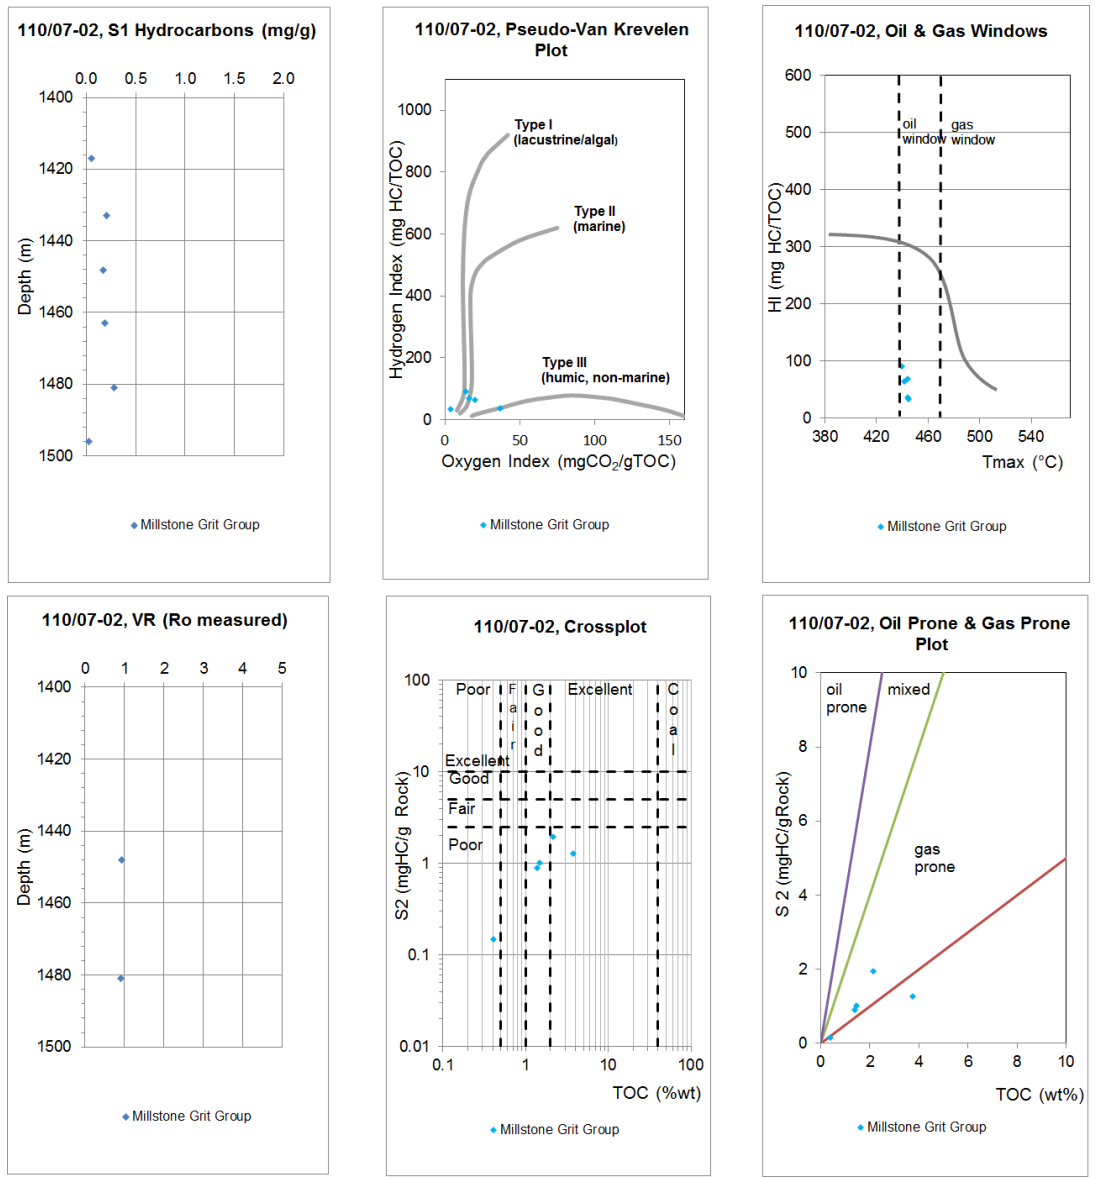 110/07-02, S1 Hydrocarbons (mg/g)
0.0 0.5 1.0 1.5 2.0
1400
1420
1440
1460
1480
1500
Depth (m)
Millstone Grit Group
110/07-02, Pseudo-Van Krevelen
Plot
1000
800
600
400
200
0
Hydrogen Index (mg HC/TOC)
Type I
(lacustrine/algal)
Type II
(marine)
Type III
(humic, non-marine)
0 50 100 150
Oxygen Index (mgCO2/gTOC)
Millstone Grit Group
110/07-02, Oil & Gas Windows
600
500
400
300
200
100
0
HI (mg HC/TOC)
oil
window
gas
window
380 420 460 500 540
Tmax (°C)
Millstone Grit Group
110/07-02, VR (Ro measured)
0 1 2 3 4 5
1400
1420
1440
1460
1480
1500
Depth (m)
Millstone Grit Group
110/07-02, Crossplot
100
10
1
0.1
0.01
S2 (mgHC/g Rock)
Poor
Fair
Good
Excellent
Coal
Excellent
Good
Fair
Poor
0.1 1 10 100
TOC (%wt)
Millstone Grit Group
110/07-02, Oil Prone & Gas Prone
Plot
10
8
6
4
2
0
S 2 (mgHC/gRock)
oil
prone
mixed
gas
prone
0 2 4 6 8 10
TOC (wt%)
Millstone Grit Group